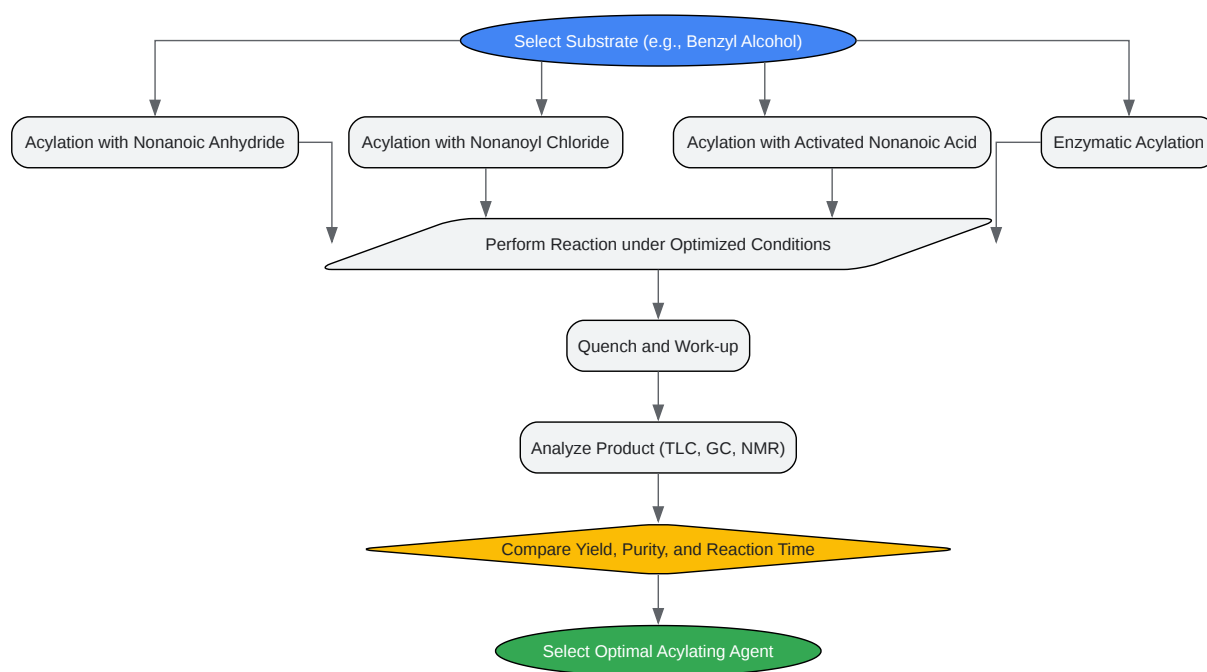 Select Substrate (e.g., Benzyl Alcohol)
Acylation with Nonanoic Anhydride
Acylation with Nonanoyl Chloride
Acylation with Activated Nonanoic Acid
Enzymatic Acylation
Perform Reaction under Optimized Conditions
Quench and Work-up
Analyze Product (TLC, GC, NMR)
Compare Yield, Purity, and Reaction Time
Select Optimal Acylating Agent